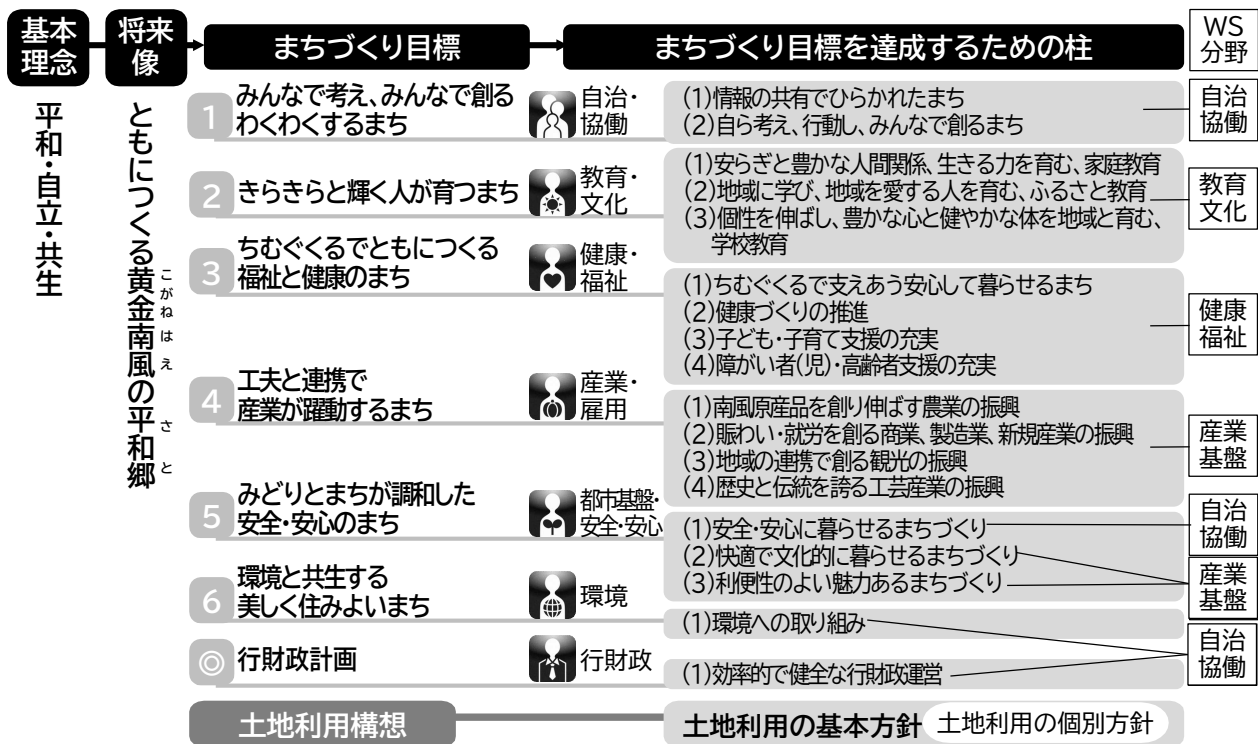 基本
理念
将来
像
まちづくり目標
まちづくり目標を達成するための柱
WS
分野
平和・自立・共生
ともにつくる黄金南風の平和郷
こがねはえ
さと
1
みんなで考え、みんなで創る
わくわくするまち
自治・
協働
(1)情報の共有でひらかれたまち
(2)自ら考え、行動し、みんなで創るまち
自治
協働
2
きらきらと輝く人が育つまち
教育・
文化
(1)安らぎと豊かな人間関係、生きる力を育む、家庭教育
(2)地域に学び、地域を愛する人を育む、ふるさと教育
(3)個性を伸ばし、豊かな心と健やかな体を地域と育む、
学校教育
教育
文化
3
ちむぐくるでともにつくる
福祉と健康のまち
健康・
福祉
(1)ちむぐくるで支えあう安心して暮らせるまち
(2)健康づくりの推進
(3)子ども・子育て支援の充実
(4)障がい者(児)・高齢者支援の充実
健康
福祉
4
工夫と連携で
産業が躍動するまち
産業・
雇用
(1)南風原産品を創り伸ばす農業の振興
(2)賑わい・就労を創る商業、製造業、新規産業の振興
(3)地域の連携で創る観光の振興
(4)歴史と伝統を誇る工芸産業の振興
産業
基盤
5
みどりとまちが調和した
安全・安心のまち
都市基盤・
安全・安心
(1)安全・安心に暮らせるまちづくり
(2)快適で文化的に暮らせるまちづくり
(3)利便性のよい魅力あるまちづくり
自治
協働
産業
基盤
6
環境と共生する
美しく住みよいまち
環境
(1)環境への取り組み
自治
協働
◎
行財政計画
行財政
(1)効率的で健全な行財政運営
土地利用構想
土地利用の基本方針
土地利用の個別方針